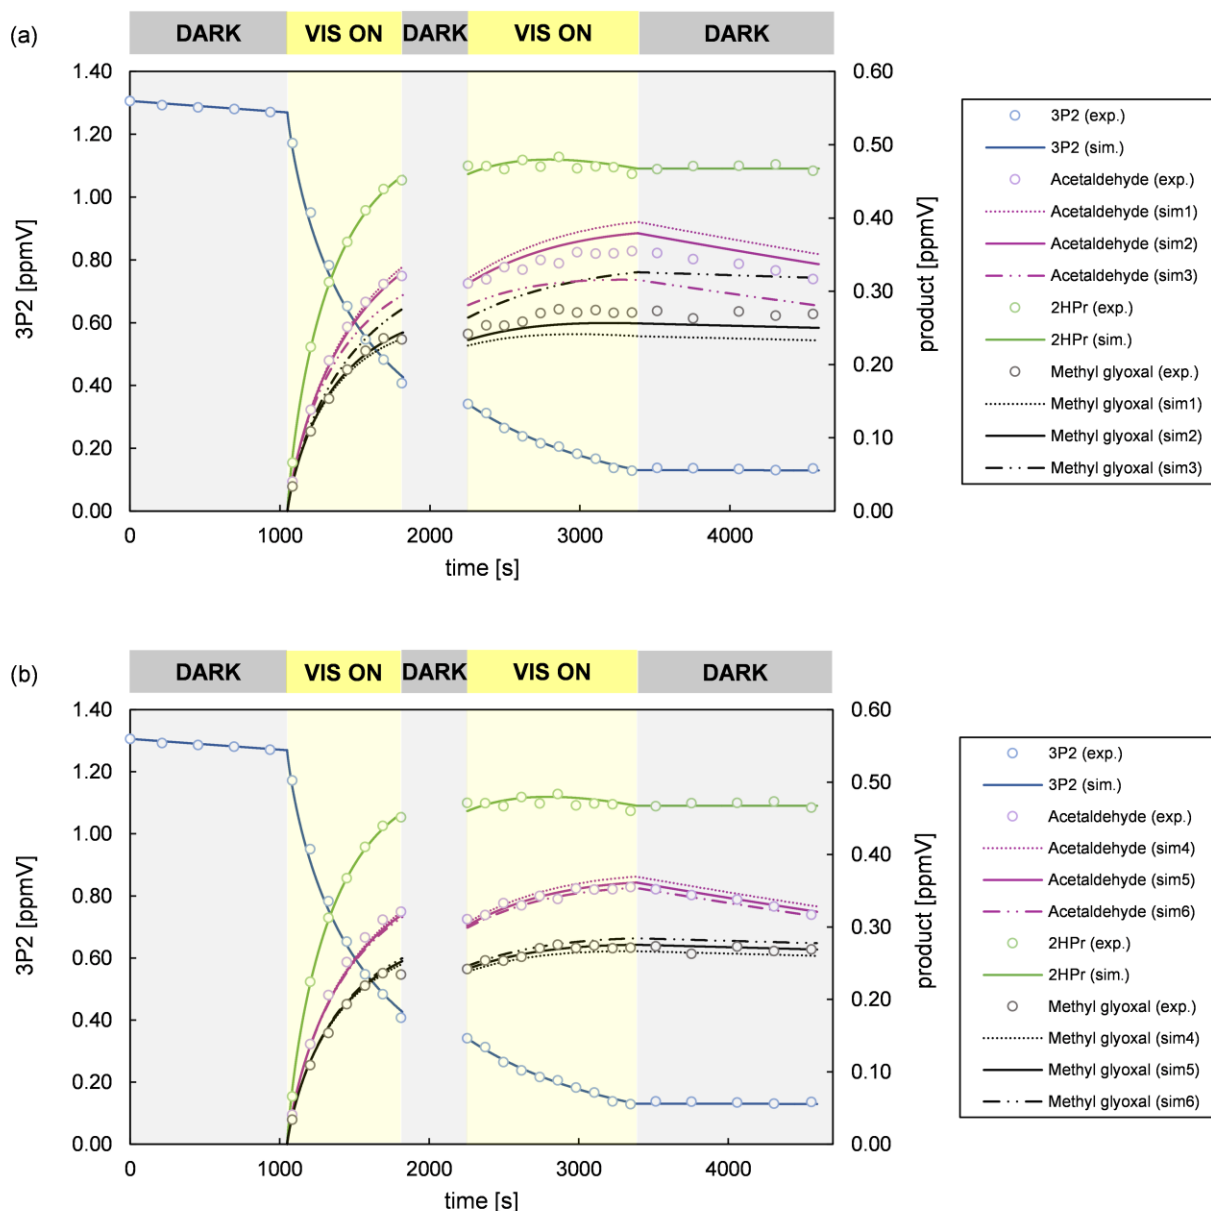 (a)
DARK VIS ON DARK VIS ON DARK
1.40 0.60
1.20 0.50
1.00 0.40
0.80 0.30
0.60
0.40 0.20
0.20 0.10
0.00 0.00
0 1000 2000 3000 4000
time [s]
3P2 [ppmV]
product [ppmV]
3P2 (exp.)
3P2 (sim.)
Acetaldehyde (exp.)
Acetaldehyde (sim1)
Acetaldehyde (sim2)
Acetaldehyde (sim3)
2HPr (exp.)
2HPr (sim.)
Methyl glyoxal (exp.)
Methyl glyoxal (sim1)
Methyl glyoxal (sim2)
Methyl glyoxal (sim3)
(b)
DARK VIS ON DARK VIS ON DARK
1.40 0.60
1.20 0.50
1.00 0.40
0.80 0.30
0.60
0.40 0.20
0.20 0.10
0.00 0.00
0 1000 2000 3000 4000
time [s]
3P2 [ppmV]
product [ppmV]
3P2 (exp.)
3P2 (sim.)
Acetaldehyde (exp.)
Acetaldehyde (sim4)
Acetaldehyde (sim5)
Acetaldehyde (sim6)
2HPr (exp.)
2HPr (sim.)
Methyl glyoxal (exp.)
Methyl glyoxal (sim4)
Methyl glyoxal (sim5)
Methyl glyoxal (sim6)